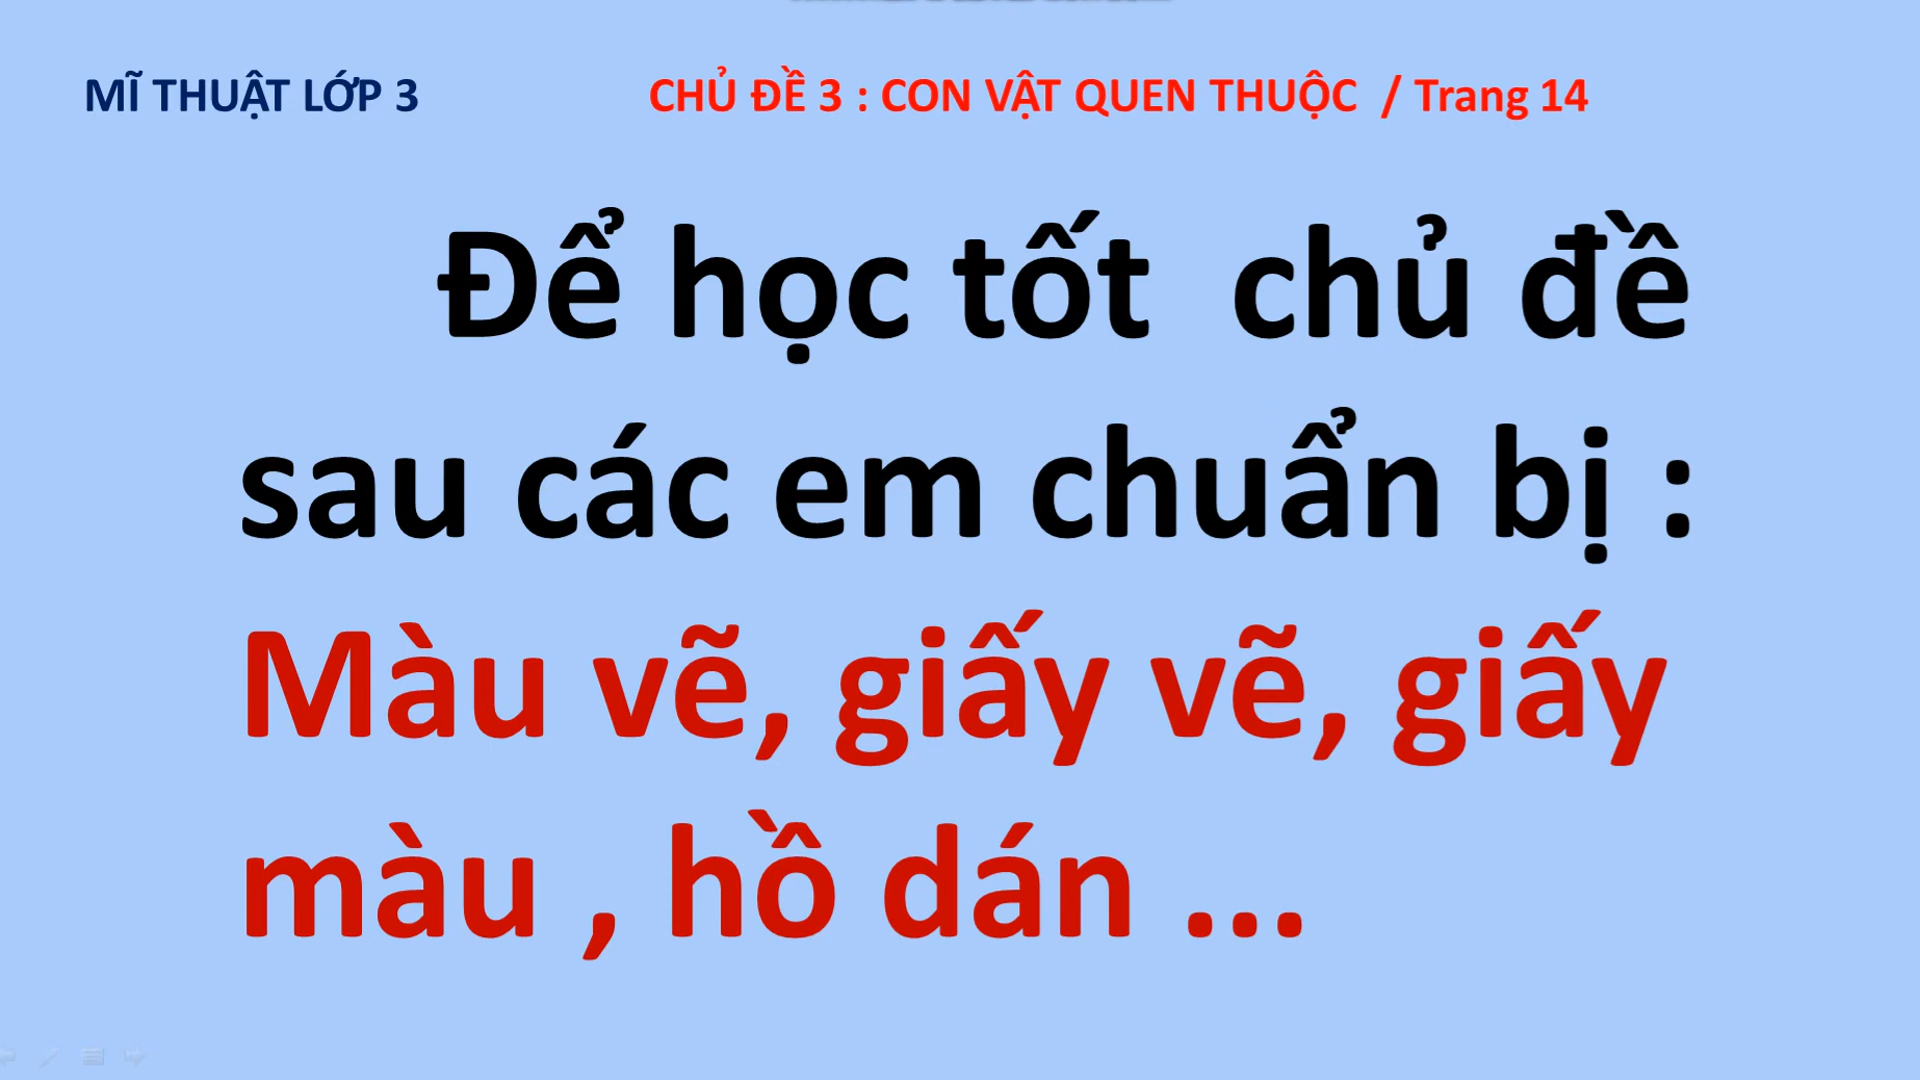 MĨ THUẬT LỚP 3 CHỦ ĐỀ 3 : CON VẬT QUEN THUỘC / Trang 14
Để học tốt chủ đề
sau các em chuẩn bị :
Màu vẽ, giấy vẽ, giấy
màu , hồ dán ...